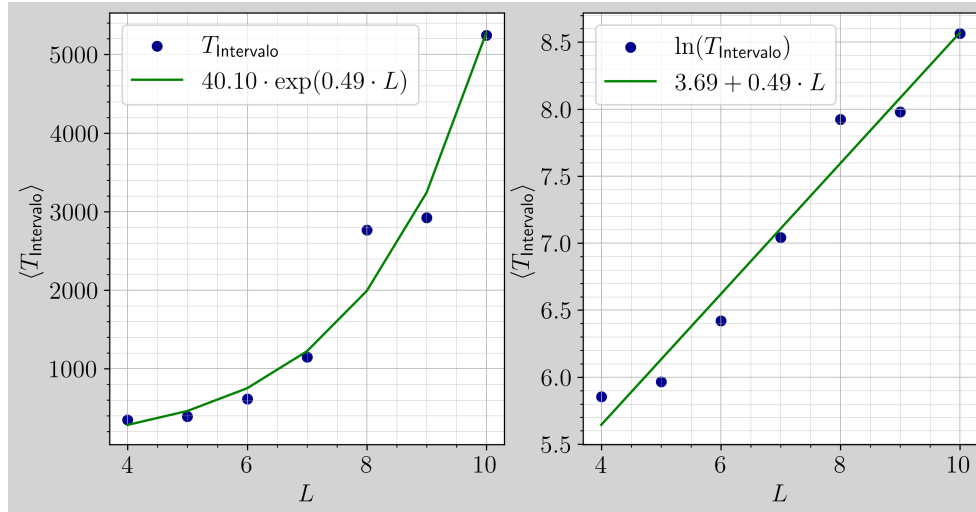 T_Intervalo
40.10 · exp(0.49 · L)
5000
4000
3000
2000
1000
⟨T_Intervalo⟩
4
6
8
10
L
ln(T_Intervalo)
3.69 + 0.49 · L
8.5
8.0
7.5
7.0
6.5
6.0
5.5
⟨T_Intervalo⟩
4
6
8
10
L